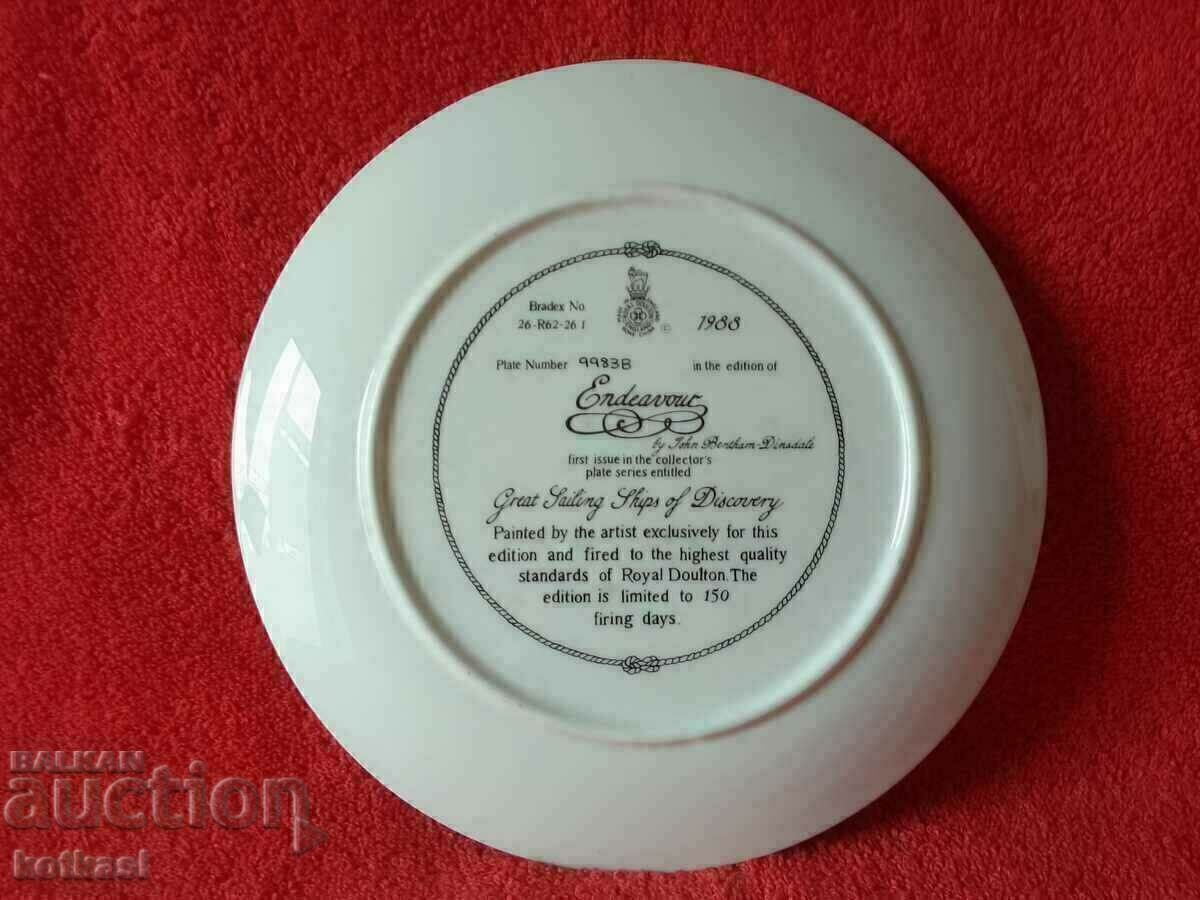 Bradex No.
26-R62-26.1
© 1988
Plate Number 9983B in the edition of
Endeavour
by John Bentham-Dinsdale
first issue in the collector's
plate series entitled
Great Sailing Ships of Discovery
Painted by the artist exclusively for this
edition and fired to the highest quality
standards of Royal Doulton. The
edition is limited to 150
firing days.
BALKAN
auction
kotkasl